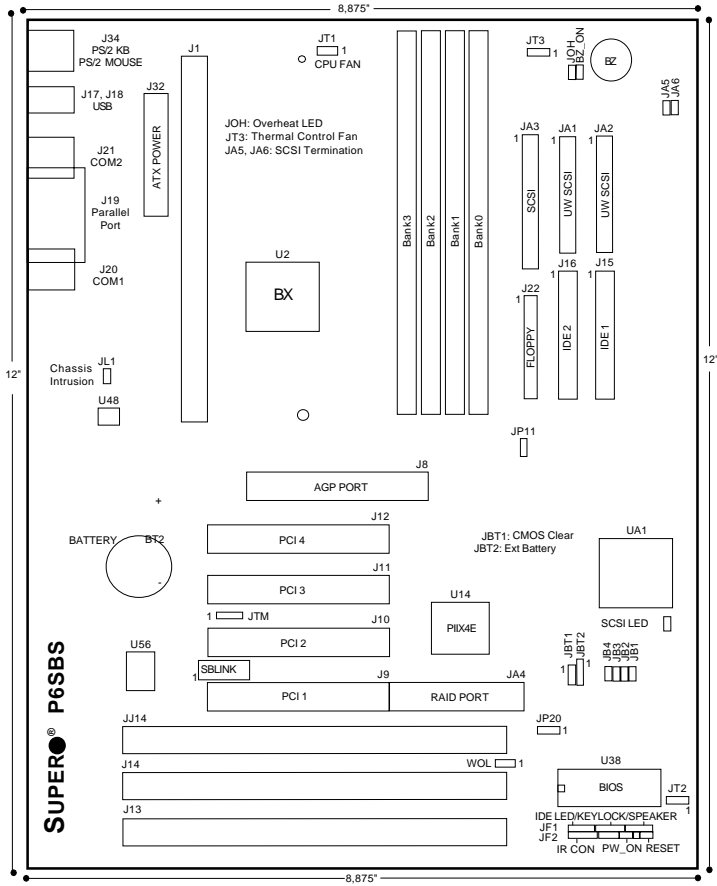 8,875"
J34
PS/2 KB
PS/2 MOUSE
J1
JT1
1
CPU FAN
JT3
1
JOH
BZ_ON
BZ
J17, J18
USB
J32
ATX POWER
JA5
JA6
JOH: Overheat LED
JT3: Thermal Control Fan
JA5, JA6: SCSI Termination
J21
COM2
JA3
1
SCSI
JA1
1
UW SCSI
JA2
1
UW SCSI
J19
Parallel
Port
Bank3
Bank2
Bank1
Bank0
J20
COM1
U2
BX
J22
1
FLOPPY
J16
1
IDE 2
J15
1
IDE 1
12"
12"
Chassis
Intrusion
JL1
U48
JP11
J8
AGP PORT
+
BATTERY
BT2
-
J12
PCI 4
JBT1: CMOS Clear
JBT2: Ext Battery
UA1
J11
PCI 3
1
JTM
U14
PIIX4E
SCSI LED
J10
PCI 2
U56
SBLINK
1
J9
PCI 1
JA4
RAID PORT
JBT1
1
JBT2
1
JB4
JB3
JB2
JB1
JJ14
JP20
1
J14
WOL
1
U38
BIOS
JT2
1
J13
IDE LED/KEYLOCK/SPEAKER
JF1
JF2
IR CON
PW_ON
RESET
SUPER® P6SBS
8,875"